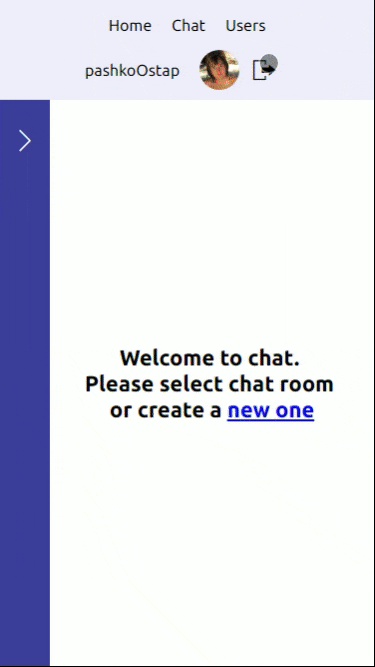 Home Chat Users
pashkoOstap
Welcome to chat.
Please select chat room
or create a new one